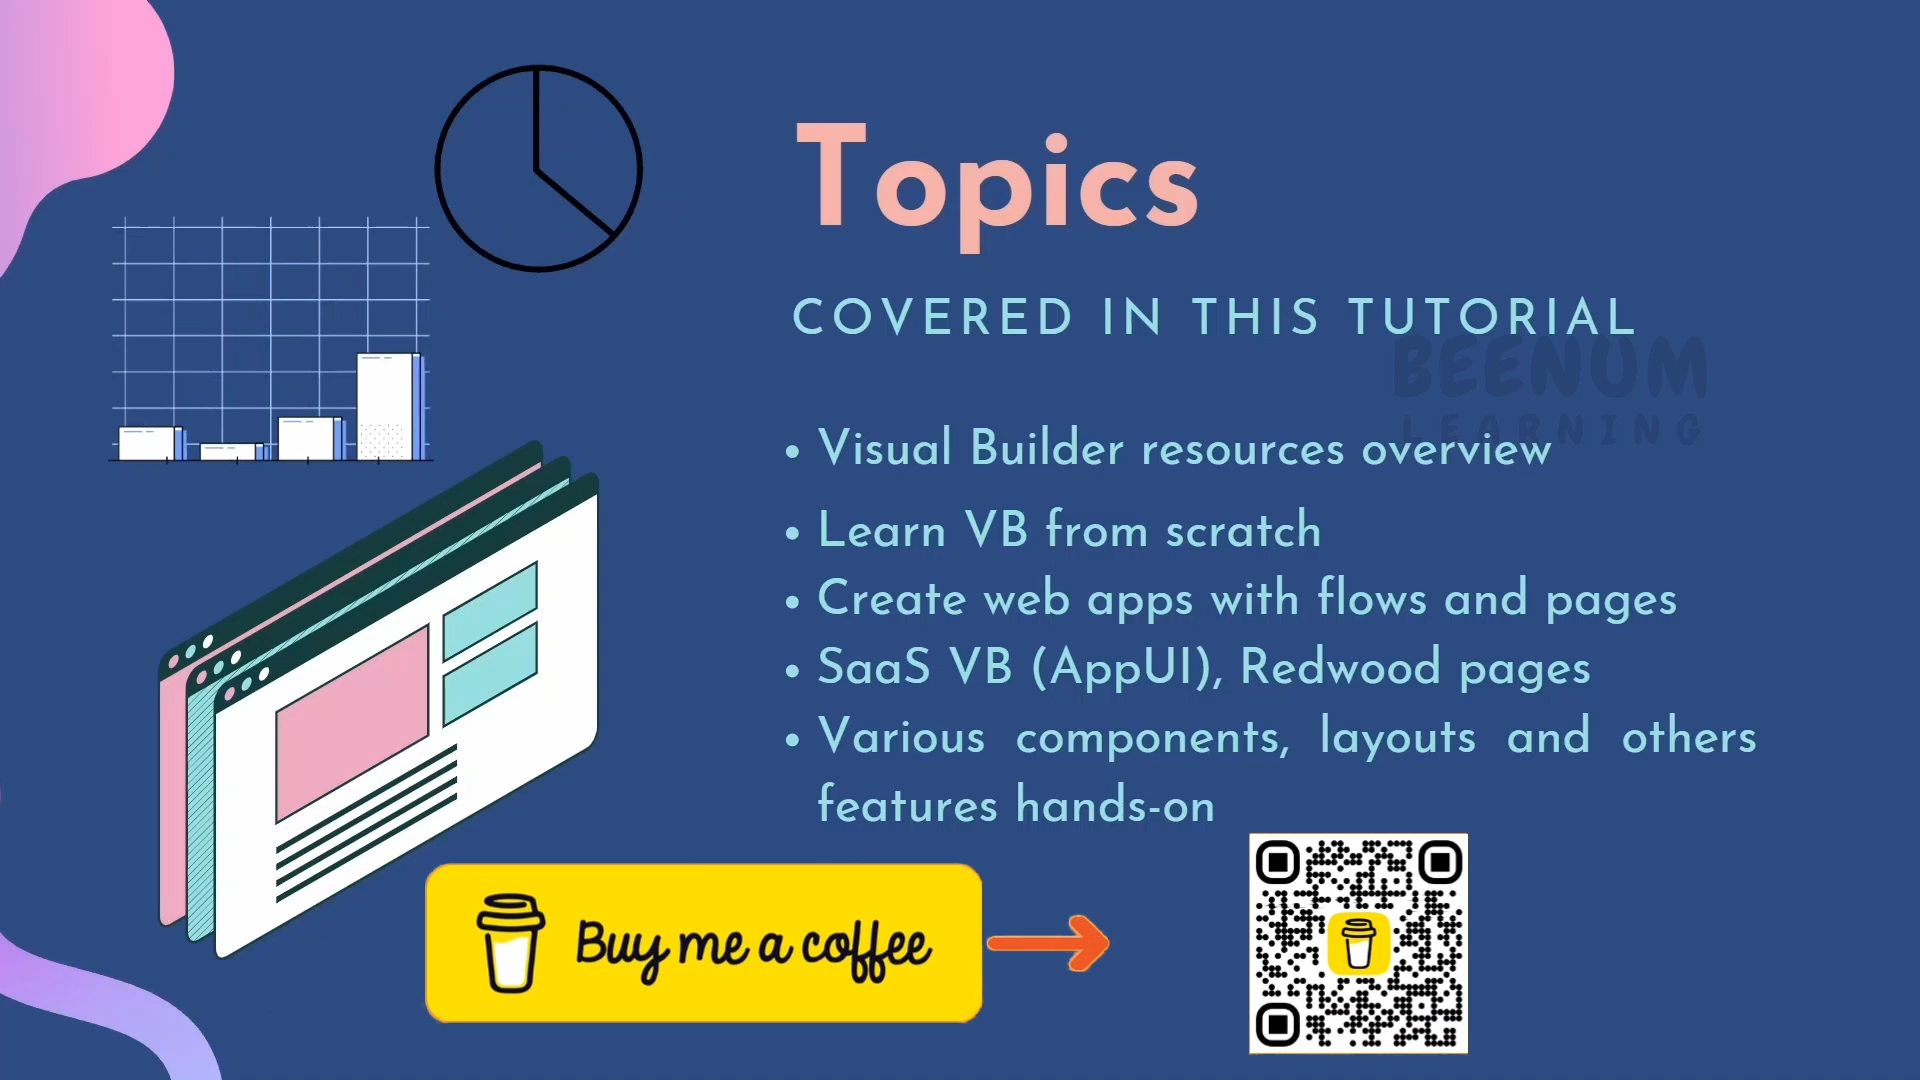 Topics
COVERED IN THIS TUTORIAL
BEENUM
LEARNING
• Visual Builder resources overview
• Learn VB from scratch
• Create web apps with flows and pages
• SaaS VB (AppUI), Redwood pages
• Various components, layouts and others
features hands-on
Buy me a coffee